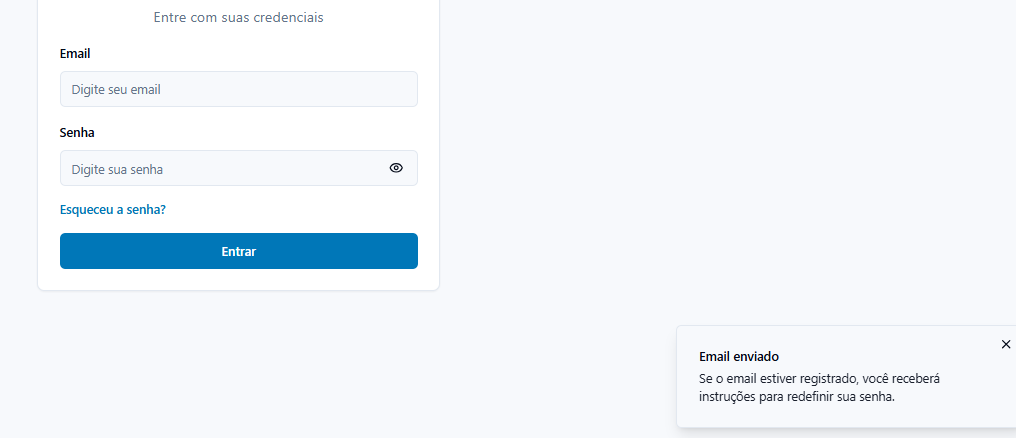 Entre com suas credenciais
Email
Digite seu email
Senha
Digite sua senha
Esqueceu a senha?
Entrar
Email enviado
Se o email estiver registrado, você receberá
instruções para redefinir sua senha.